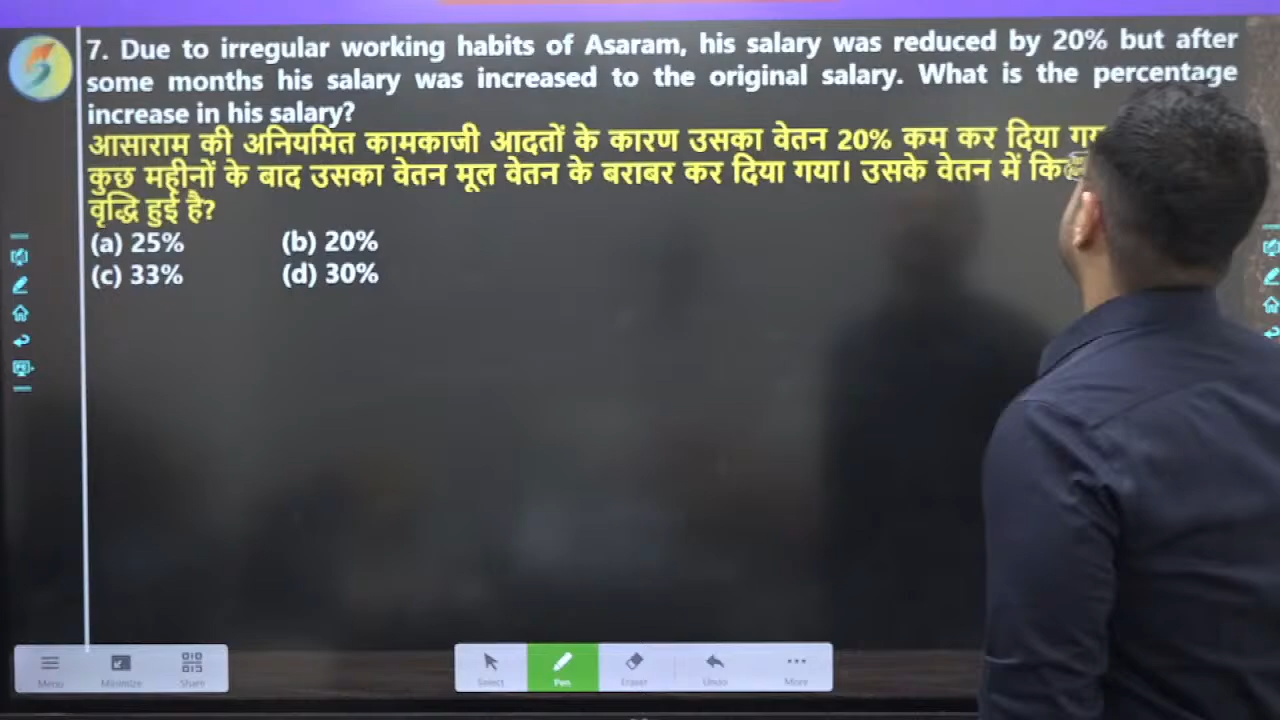 7. Due to irregular working habits of Asaram, his salary was reduced by 20% but after
some months his salary was increased to the original salary. What is the percentage
increase in his salary?
आसाराम की अनियमित कामकाजी आदतों के कारण उसका वेतन 20% कम कर दिया
कुछ महीनों के बाद उसका वेतन मूल वेतन के बराबर कर दिया गया। उसके वेतन में
वृद्धि हुई है?
(a) 25% (b) 20%
(c) 33% (d) 30%
Menu Minimize Share Select Pen Eraser Undo More